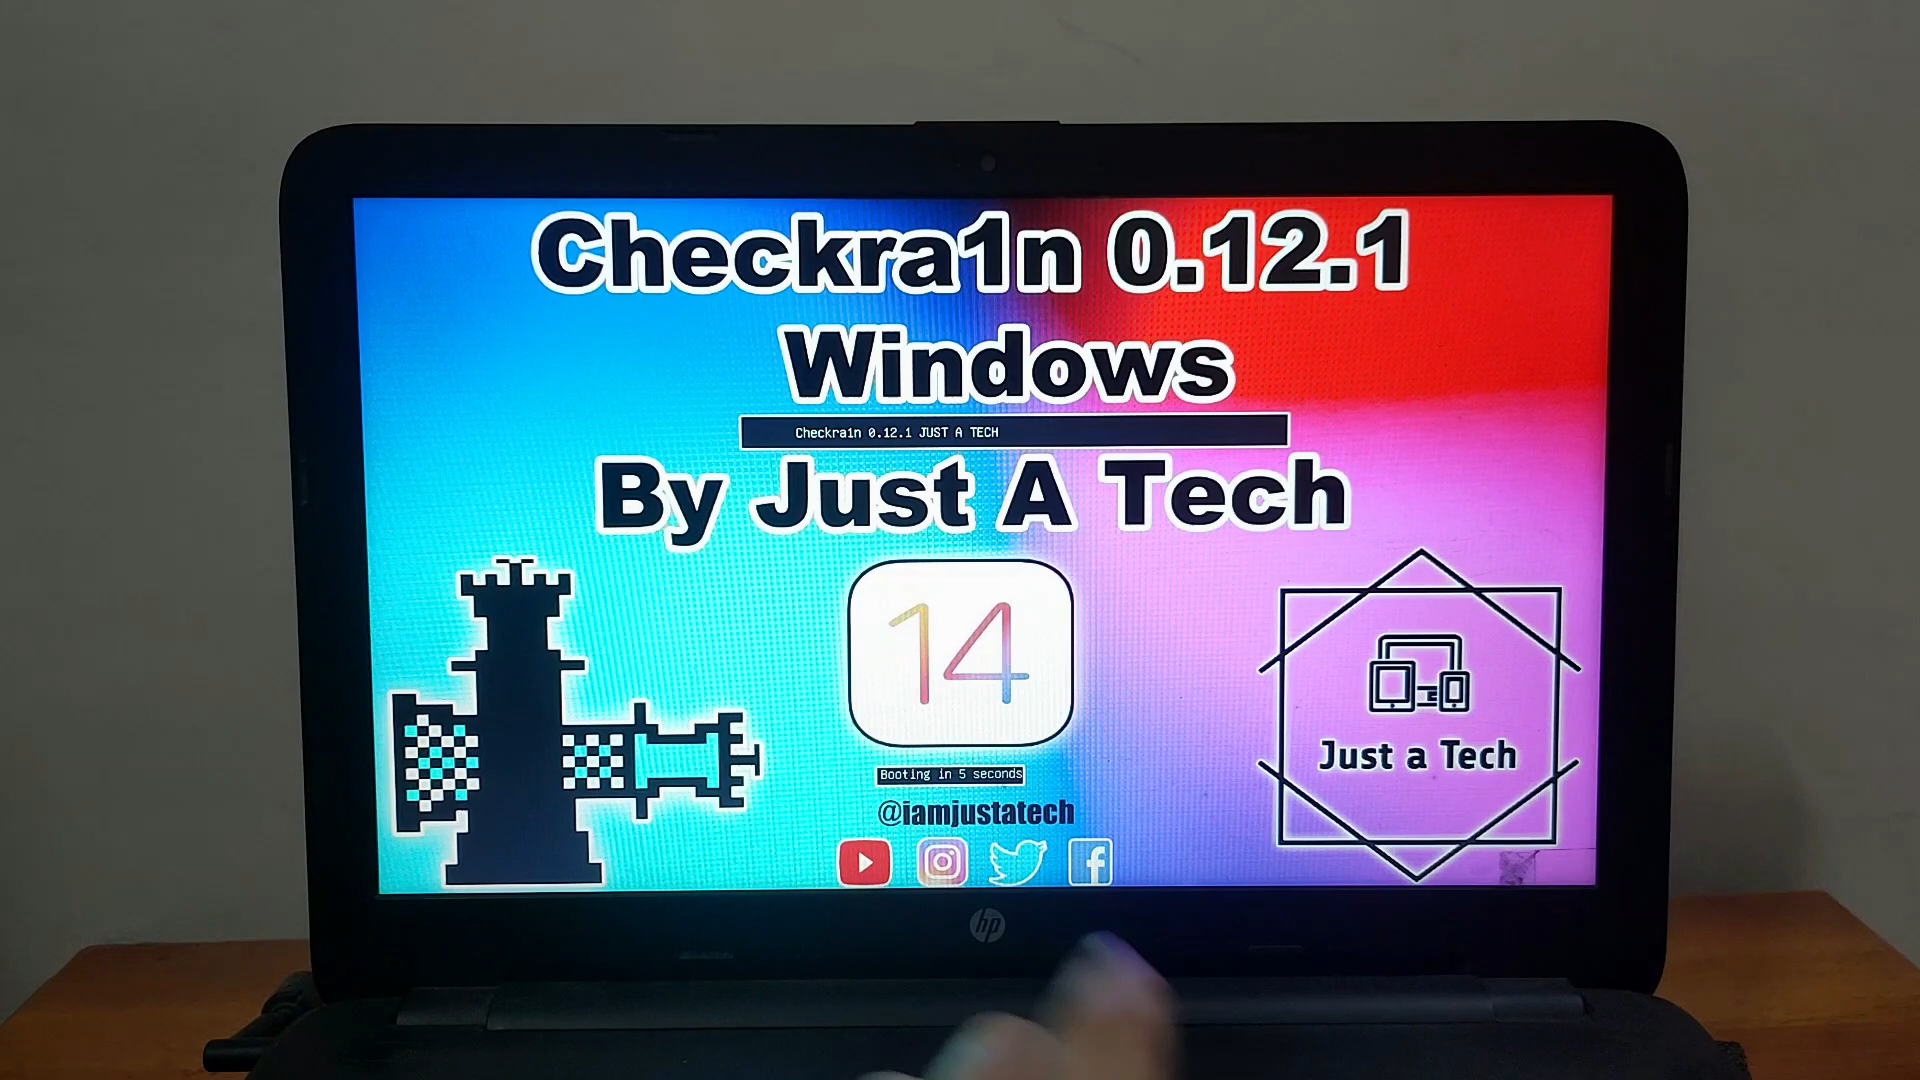 Checkra1n 0.12.1
Windows
Checkra1n 0.12.1 JUST A TECH
By Just A Tech
14
Just a Tech
Booting in 5 seconds
@iamjustatech
f
hp